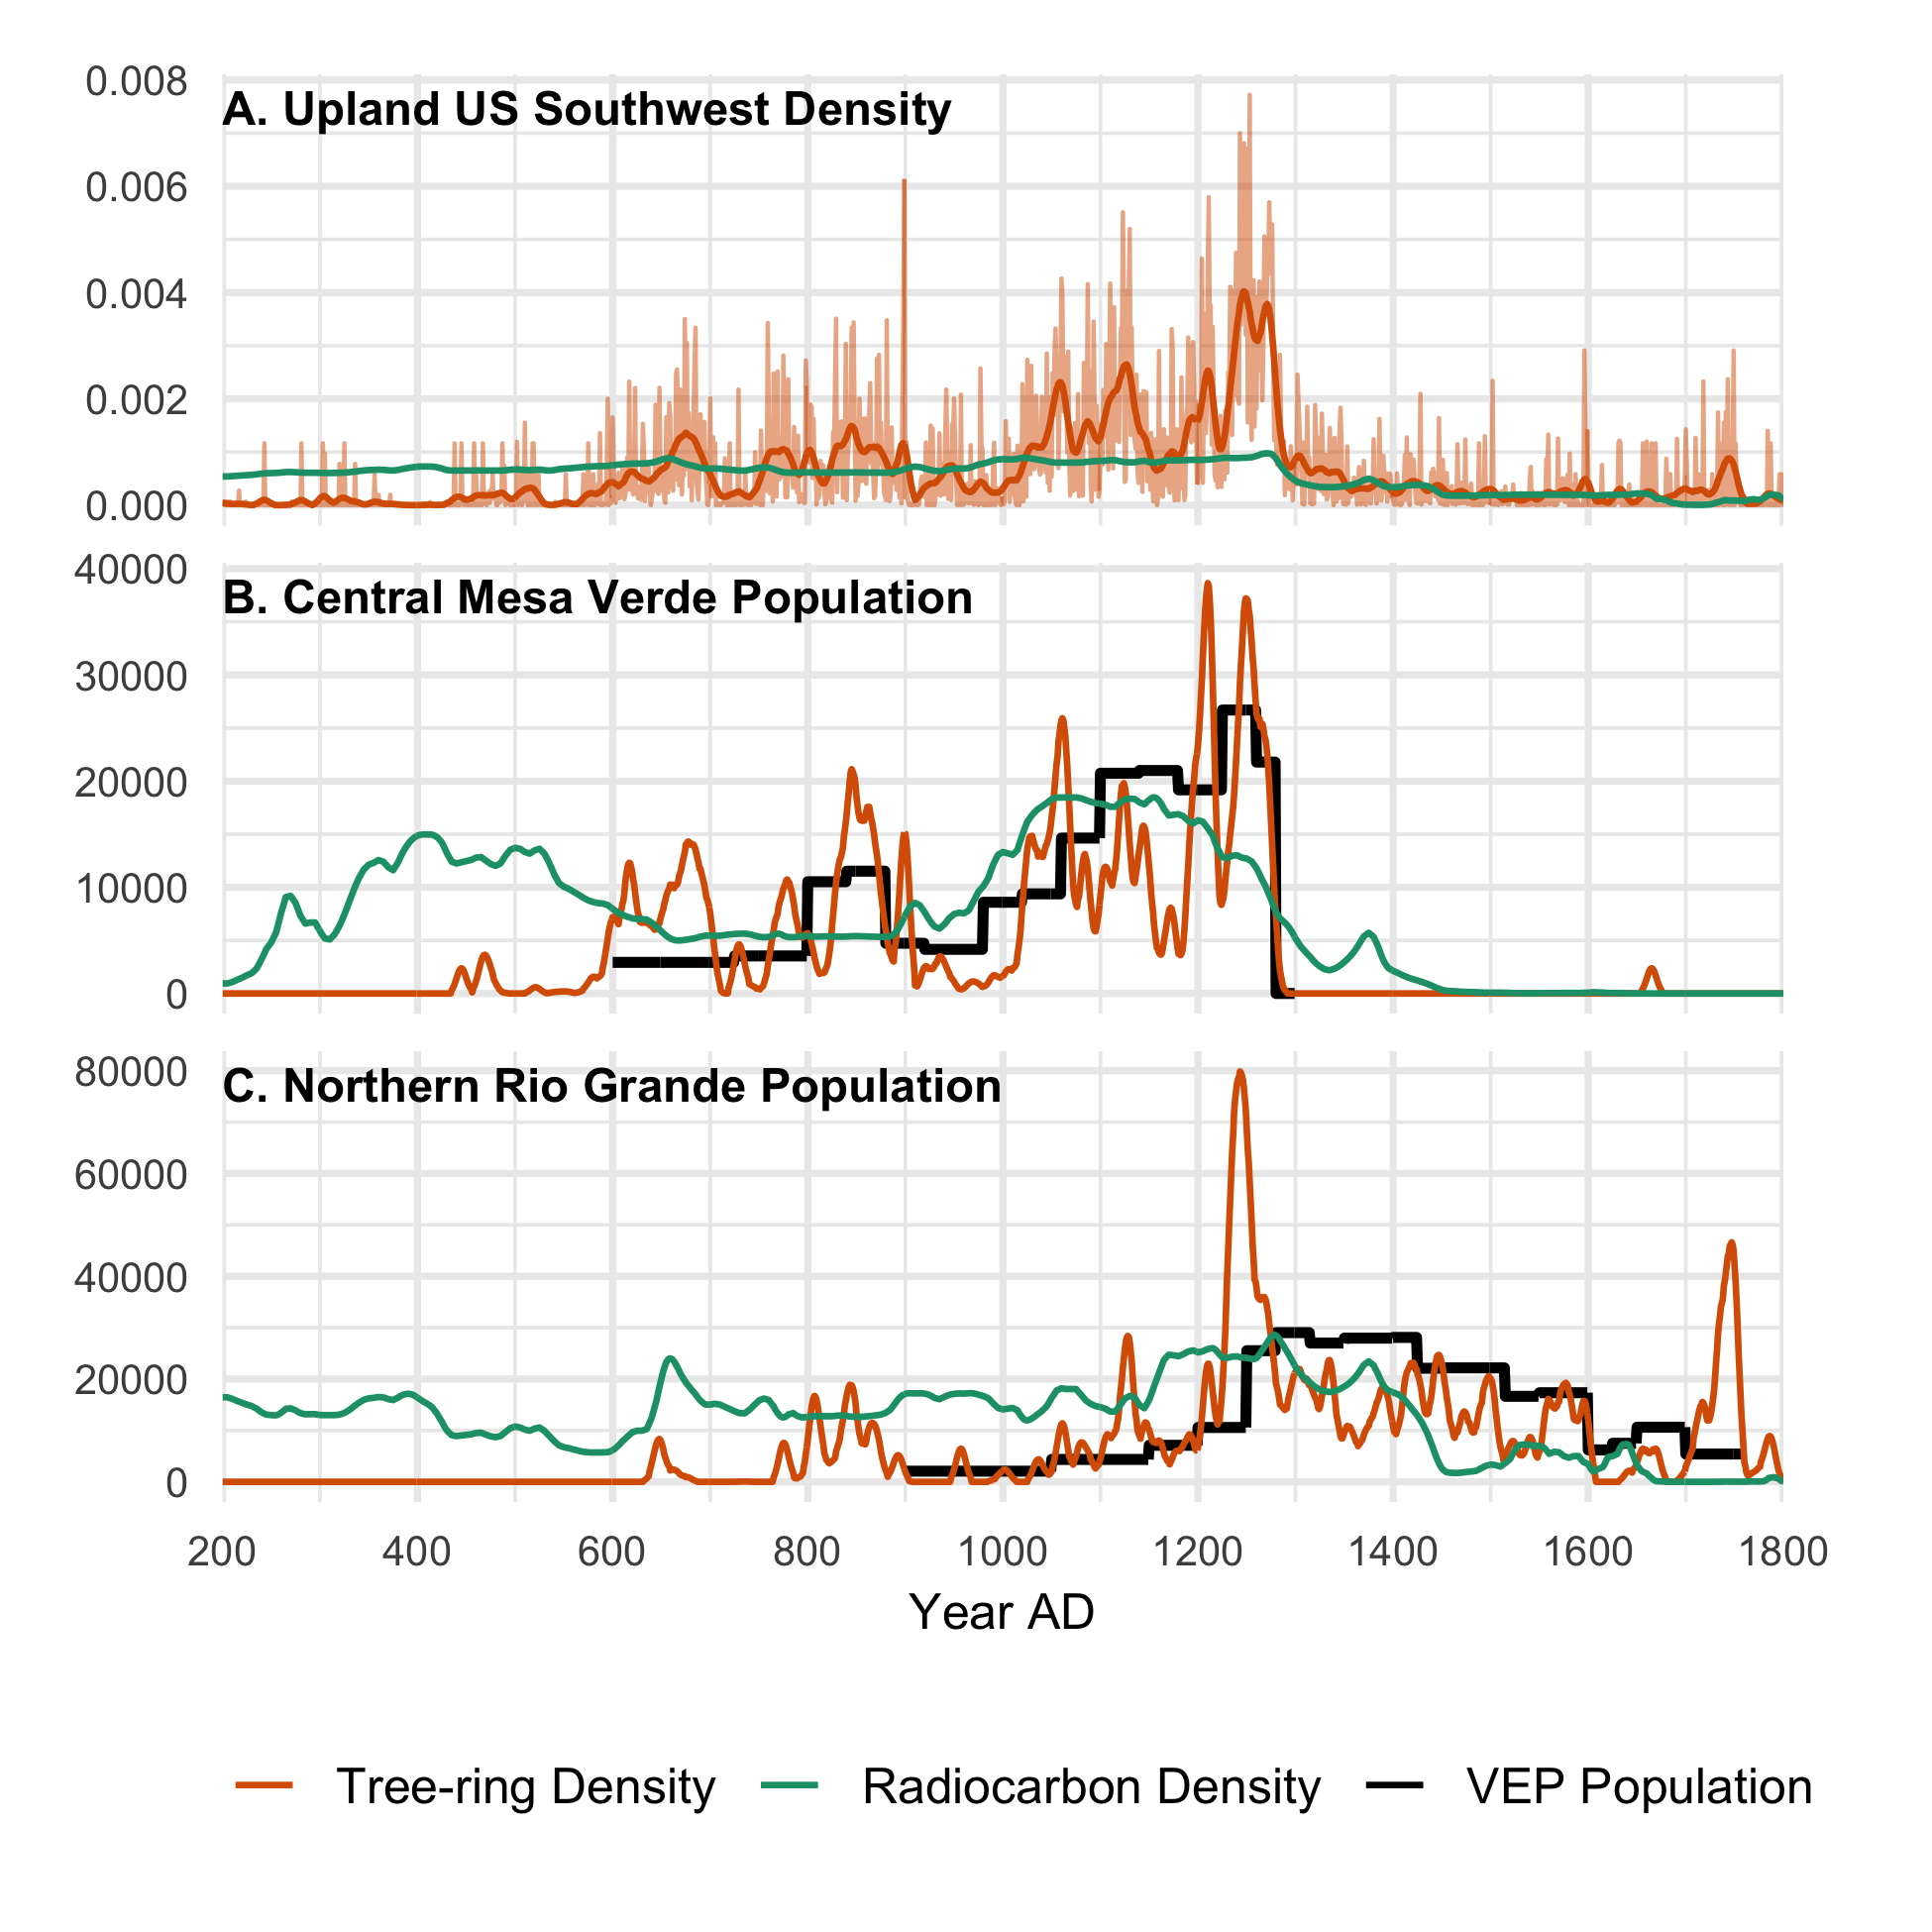 A. Upland US Southwest Density
0.008
0.006
0.004
0.002
0.000
B. Central Mesa Verde Population
40000
30000
20000
10000
0
C. Northern Rio Grande Population
80000
60000
40000
20000
0
200 400 600 800 1000 1200 1400 1600 1800
Year AD
Tree-ring Density Radiocarbon Density VEP Population